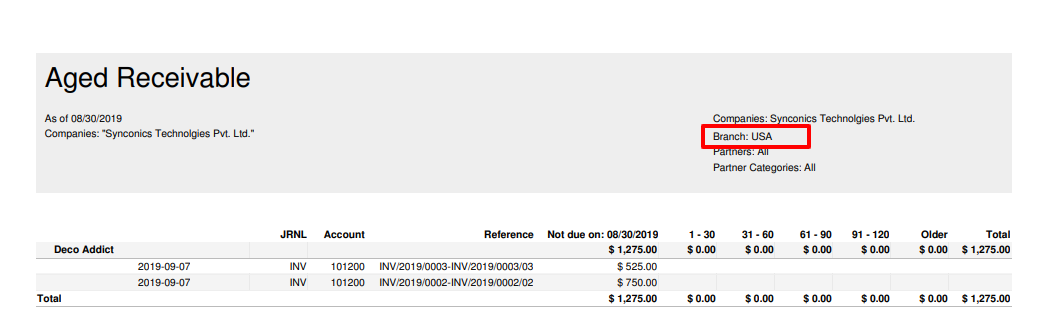 Aged Receivable
As of 08/30/2019
Companies: "Synconics Technolgies Pvt. Ltd."
Companies: Synconics Technolgies Pvt. Ltd.
Branch: USA
Partners: All
Partner Categories: All
JRNL Account Reference Not due on: 08/30/2019 1 - 30 31 - 60 61 - 90 91 - 120 Older Total
Deco Addict $ 1,275.00 $ 0.00 $ 0.00 $ 0.00 $ 0.00 $ 0.00 $ 1,275.00
2019-09-07 INV 101200 INV/2019/0003-INV/2019/0003/03 $ 525.00
2019-09-07 INV 101200 INV/2019/0002-INV/2019/0002/02 $ 750.00
Total $ 1,275.00 $ 0.00 $ 0.00 $ 0.00 $ 0.00 $ 0.00 $ 1,275.00